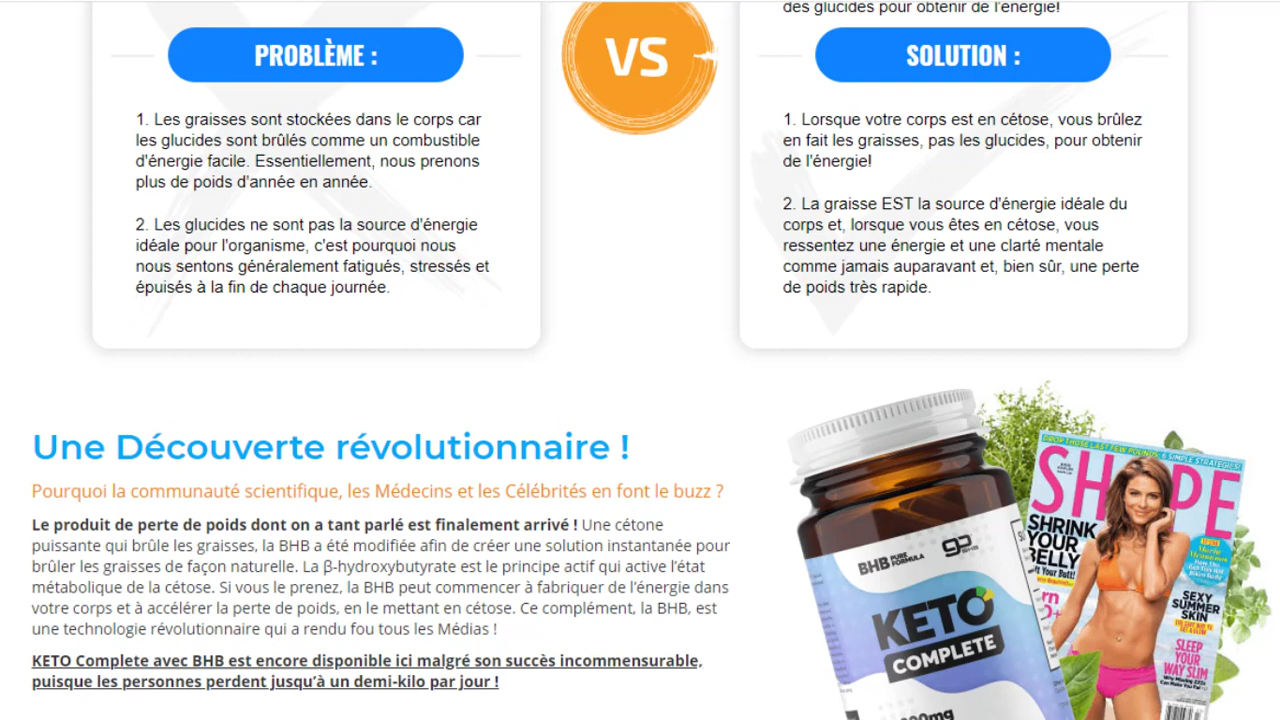 des glucides pour obtenir de l'énergie!
PROBLÈME :
VS
SOLUTION :
1. Les graisses sont stockées dans le corps car
les glucides sont brûlés comme un combustible
d'énergie facile. Essentiellement, nous prenons
plus de poids d'année en année.
2. Les glucides ne sont pas la source d'énergie
idéale pour l'organisme, c'est pourquoi nous
nous sentons généralement fatigués, stressés et
épuisés à la fin de chaque journée.
1. Lorsque votre corps est en cétose, vous brûlez
en fait les graisses, pas les glucides, pour obtenir
de l'énergie!
2. La graisse EST la source d'énergie idéale du
corps et, lorsque vous êtes en cétose, vous
ressentez une énergie et une clarté mentale
comme jamais auparavant et, bien sûr, une perte
de poids très rapide.
Une Découverte révolutionnaire !
Pourquoi la communauté scientifique, les Médecins et les Célébrités en font le buzz ?
Le produit de perte de poids dont on a tant parlé est finalement arrivé ! Une cétone
puissante qui brûle les graisses, la BHB a été modifiée afin de créer une solution instantanée pour
brûler les graisses de façon naturelle. La β-hydroxybutyrate est le principe actif qui active l'état
métabolique de la cétose. Si vous le prenez, le BHB peut commencer à fabriquer de l'énergie dans
votre corps et à accélérer la perte de poids, en le mettant en cétose. Ce complément, la BHB, est
une technologie révolutionnaire qui a rendu fou tous les Médias !
KETO Complete avec BHB est encore disponible ici malgré son succès incommensurable,
puisque les personnes perdent jusqu'à un demi-kilo par jour !
BHB PURE
FORMULA
KETO
COMPLETE
DROP THOSE LAST FEW POUNDS: 6 SIMPLE STRATEGIES!
SHAPE
SHRINK
YOUR
BELLY
SEXY
SUMMER
SKIN
SLEEP
YOUR
WAY SLIM